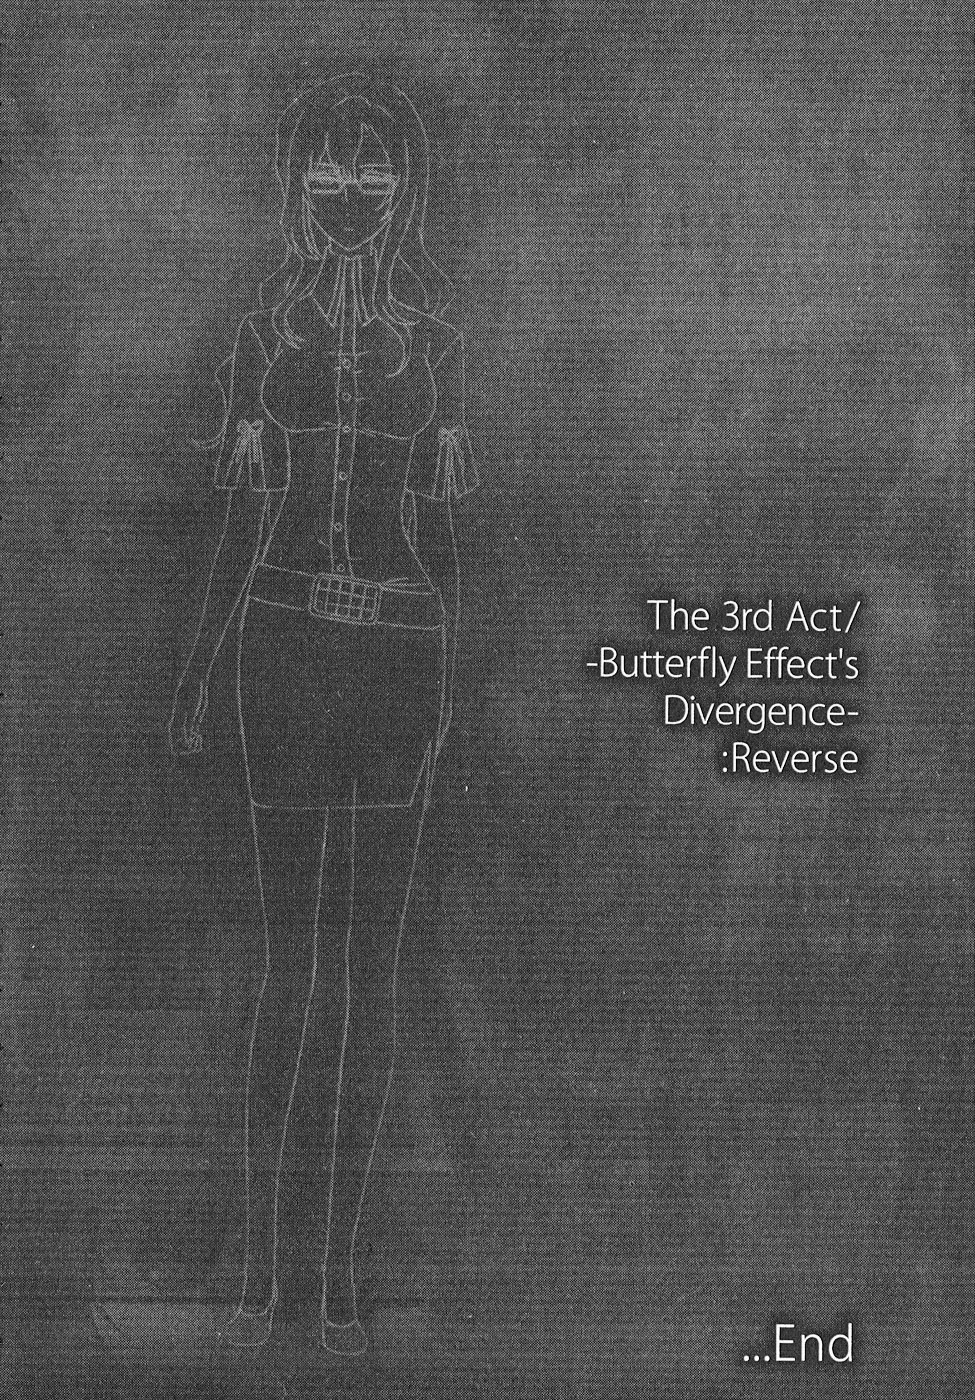 The 3rd Act/
-Butterfly Effect's
Divergence-
:Reverse
...End